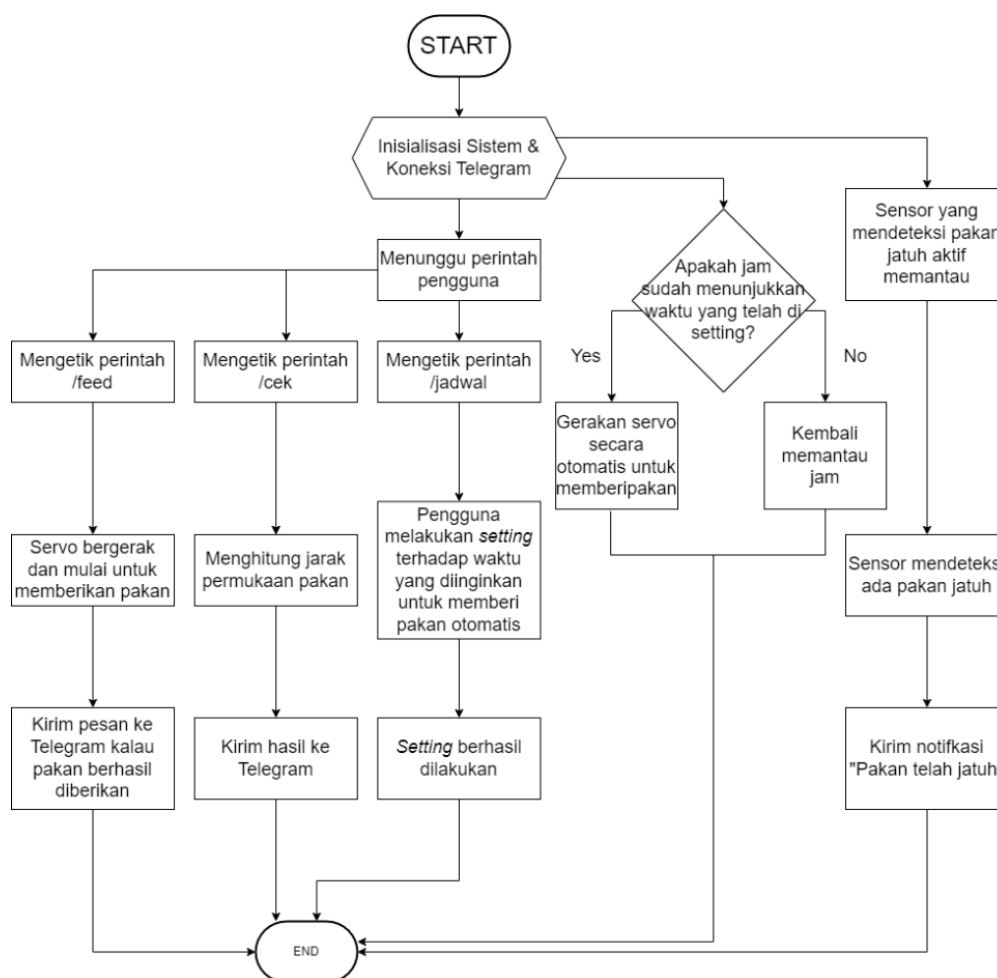 START
Inisialisasi Sistem &
Koneksi Telegram
Menunggu perintah
pengguna
Apakah jam
sudah menunjukkan
waktu yang telah di
setting?
Sensor yang
mendeteksi pakan
jatuh aktif
memantau
Yes
No
Mengetik perintah
/feed
Mengetik perintah
/cek
Mengetik perintah
/jadwal
Gerakan servo
secara
otomatis untuk
memberipakan
Kembali
memantau
jam
Servo bergerak
dan mulai untuk
memberikan pakan
Menghitung jarak
permukaan pakan
Pengguna
melakukan setting
terhadap waktu
yang diinginkan
untuk memberi
pakan otomatis
Sensor mendeteksi
ada pakan jatuh
Kirim pesan ke
Telegram kalau
pakan berhasil
diberikan
Kirim hasil ke
Telegram
Setting berhasil
dilakukan
Kirim notifkasi
"Pakan telah jatuh
END